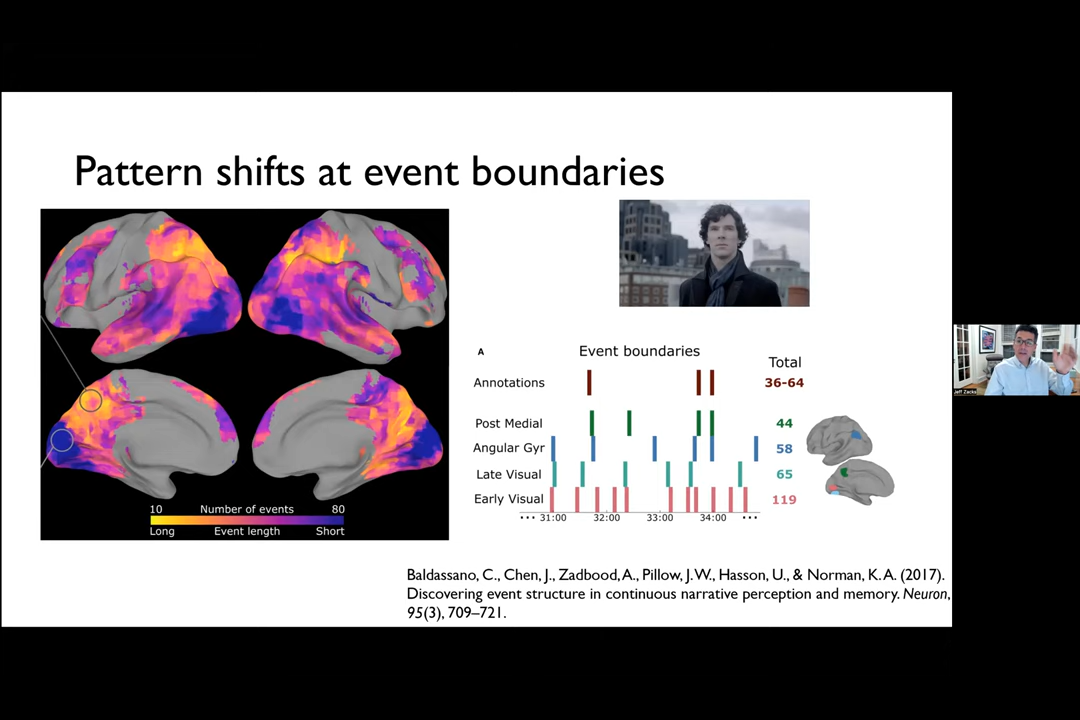 Pattern shifts at event boundaries
10 Number of events 80
Long Event length Short
A
Event boundaries
Total
Annotations 36-64
Post Medial 44
Angular Gyr 58
Late Visual 65
Early Visual 119
••• 31:00 32:00 33:00 34:00 •••
Baldassano, C., Chen, J., Zadbood, A., Pillow, J. W., Hasson, U., & Norman, K. A. (2017).
Discovering event structure in continuous narrative perception and memory. Neuron,
95(3), 709–721.
Jeff Zacks